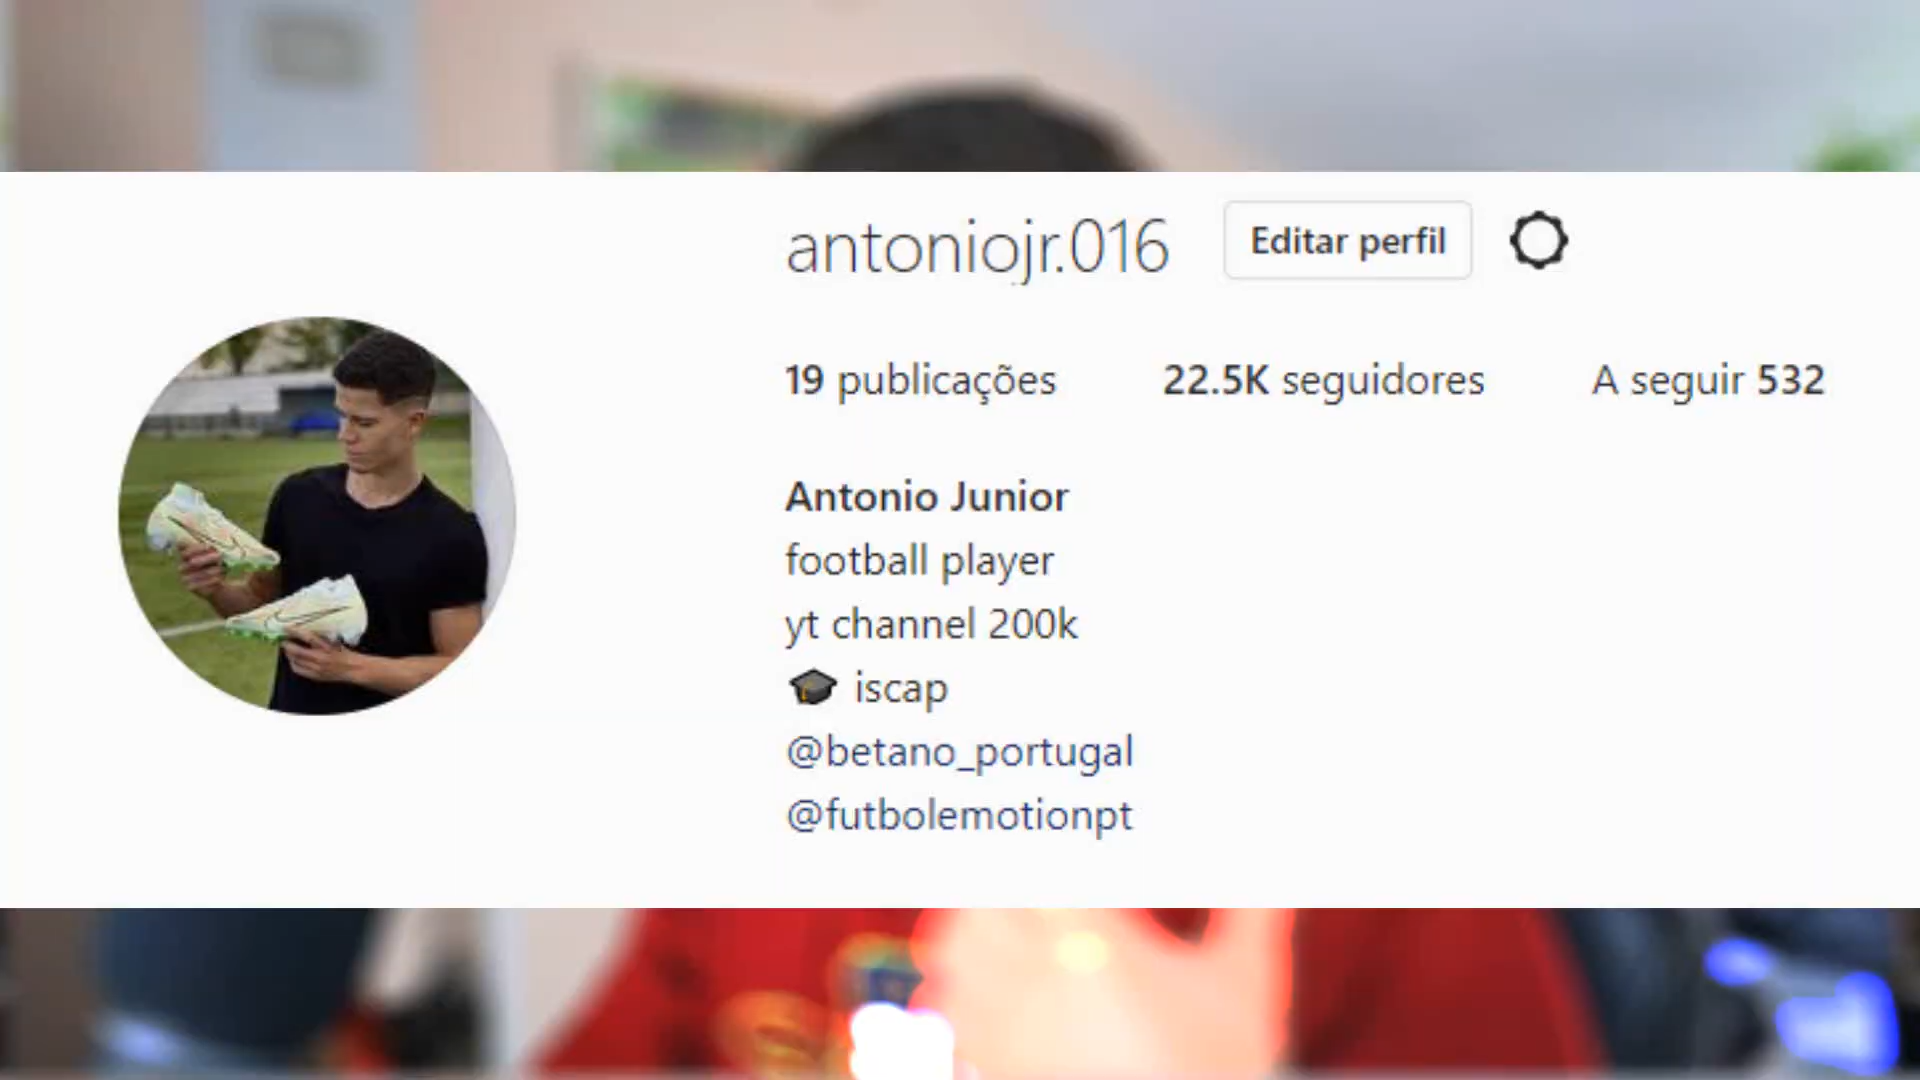 antoniojr.016 Editar perfil
19 publicações 22.5K seguidores A seguir 532
Antonio Junior
football player
yt channel 200k
🎓 iscap
@betano_portugal
@futbolemotionpt